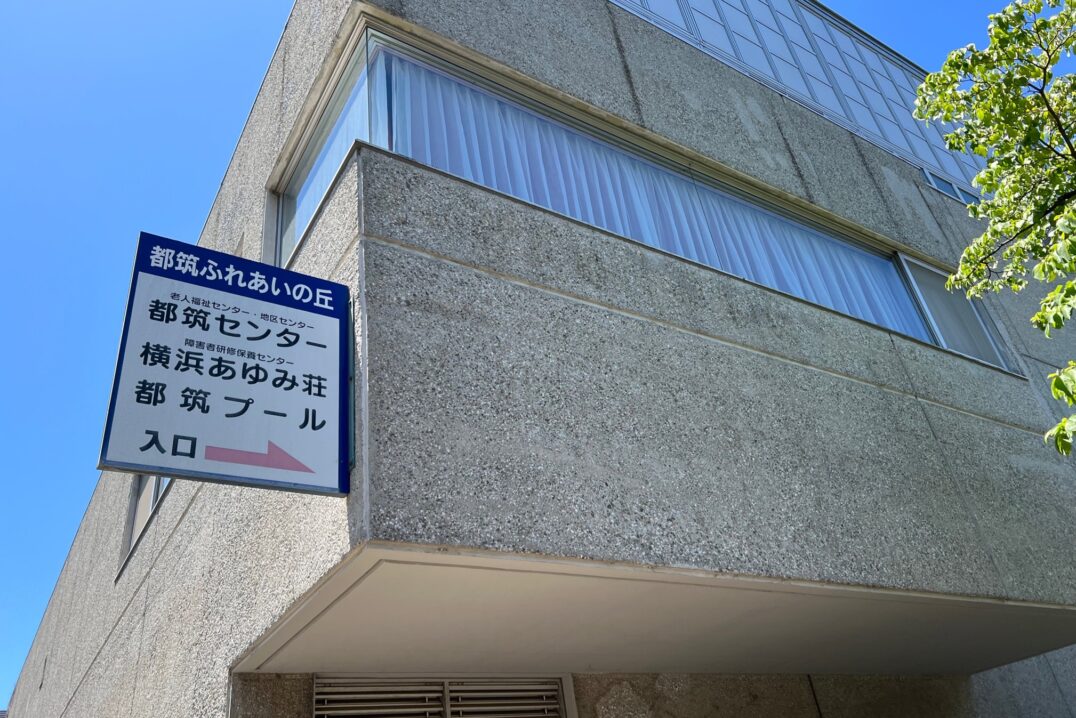 都筑ふれあいの丘
老人福祉センター・地区センター
都筑センター
障害者研修保養センター
横浜あゆみ荘
都筑プール
入口